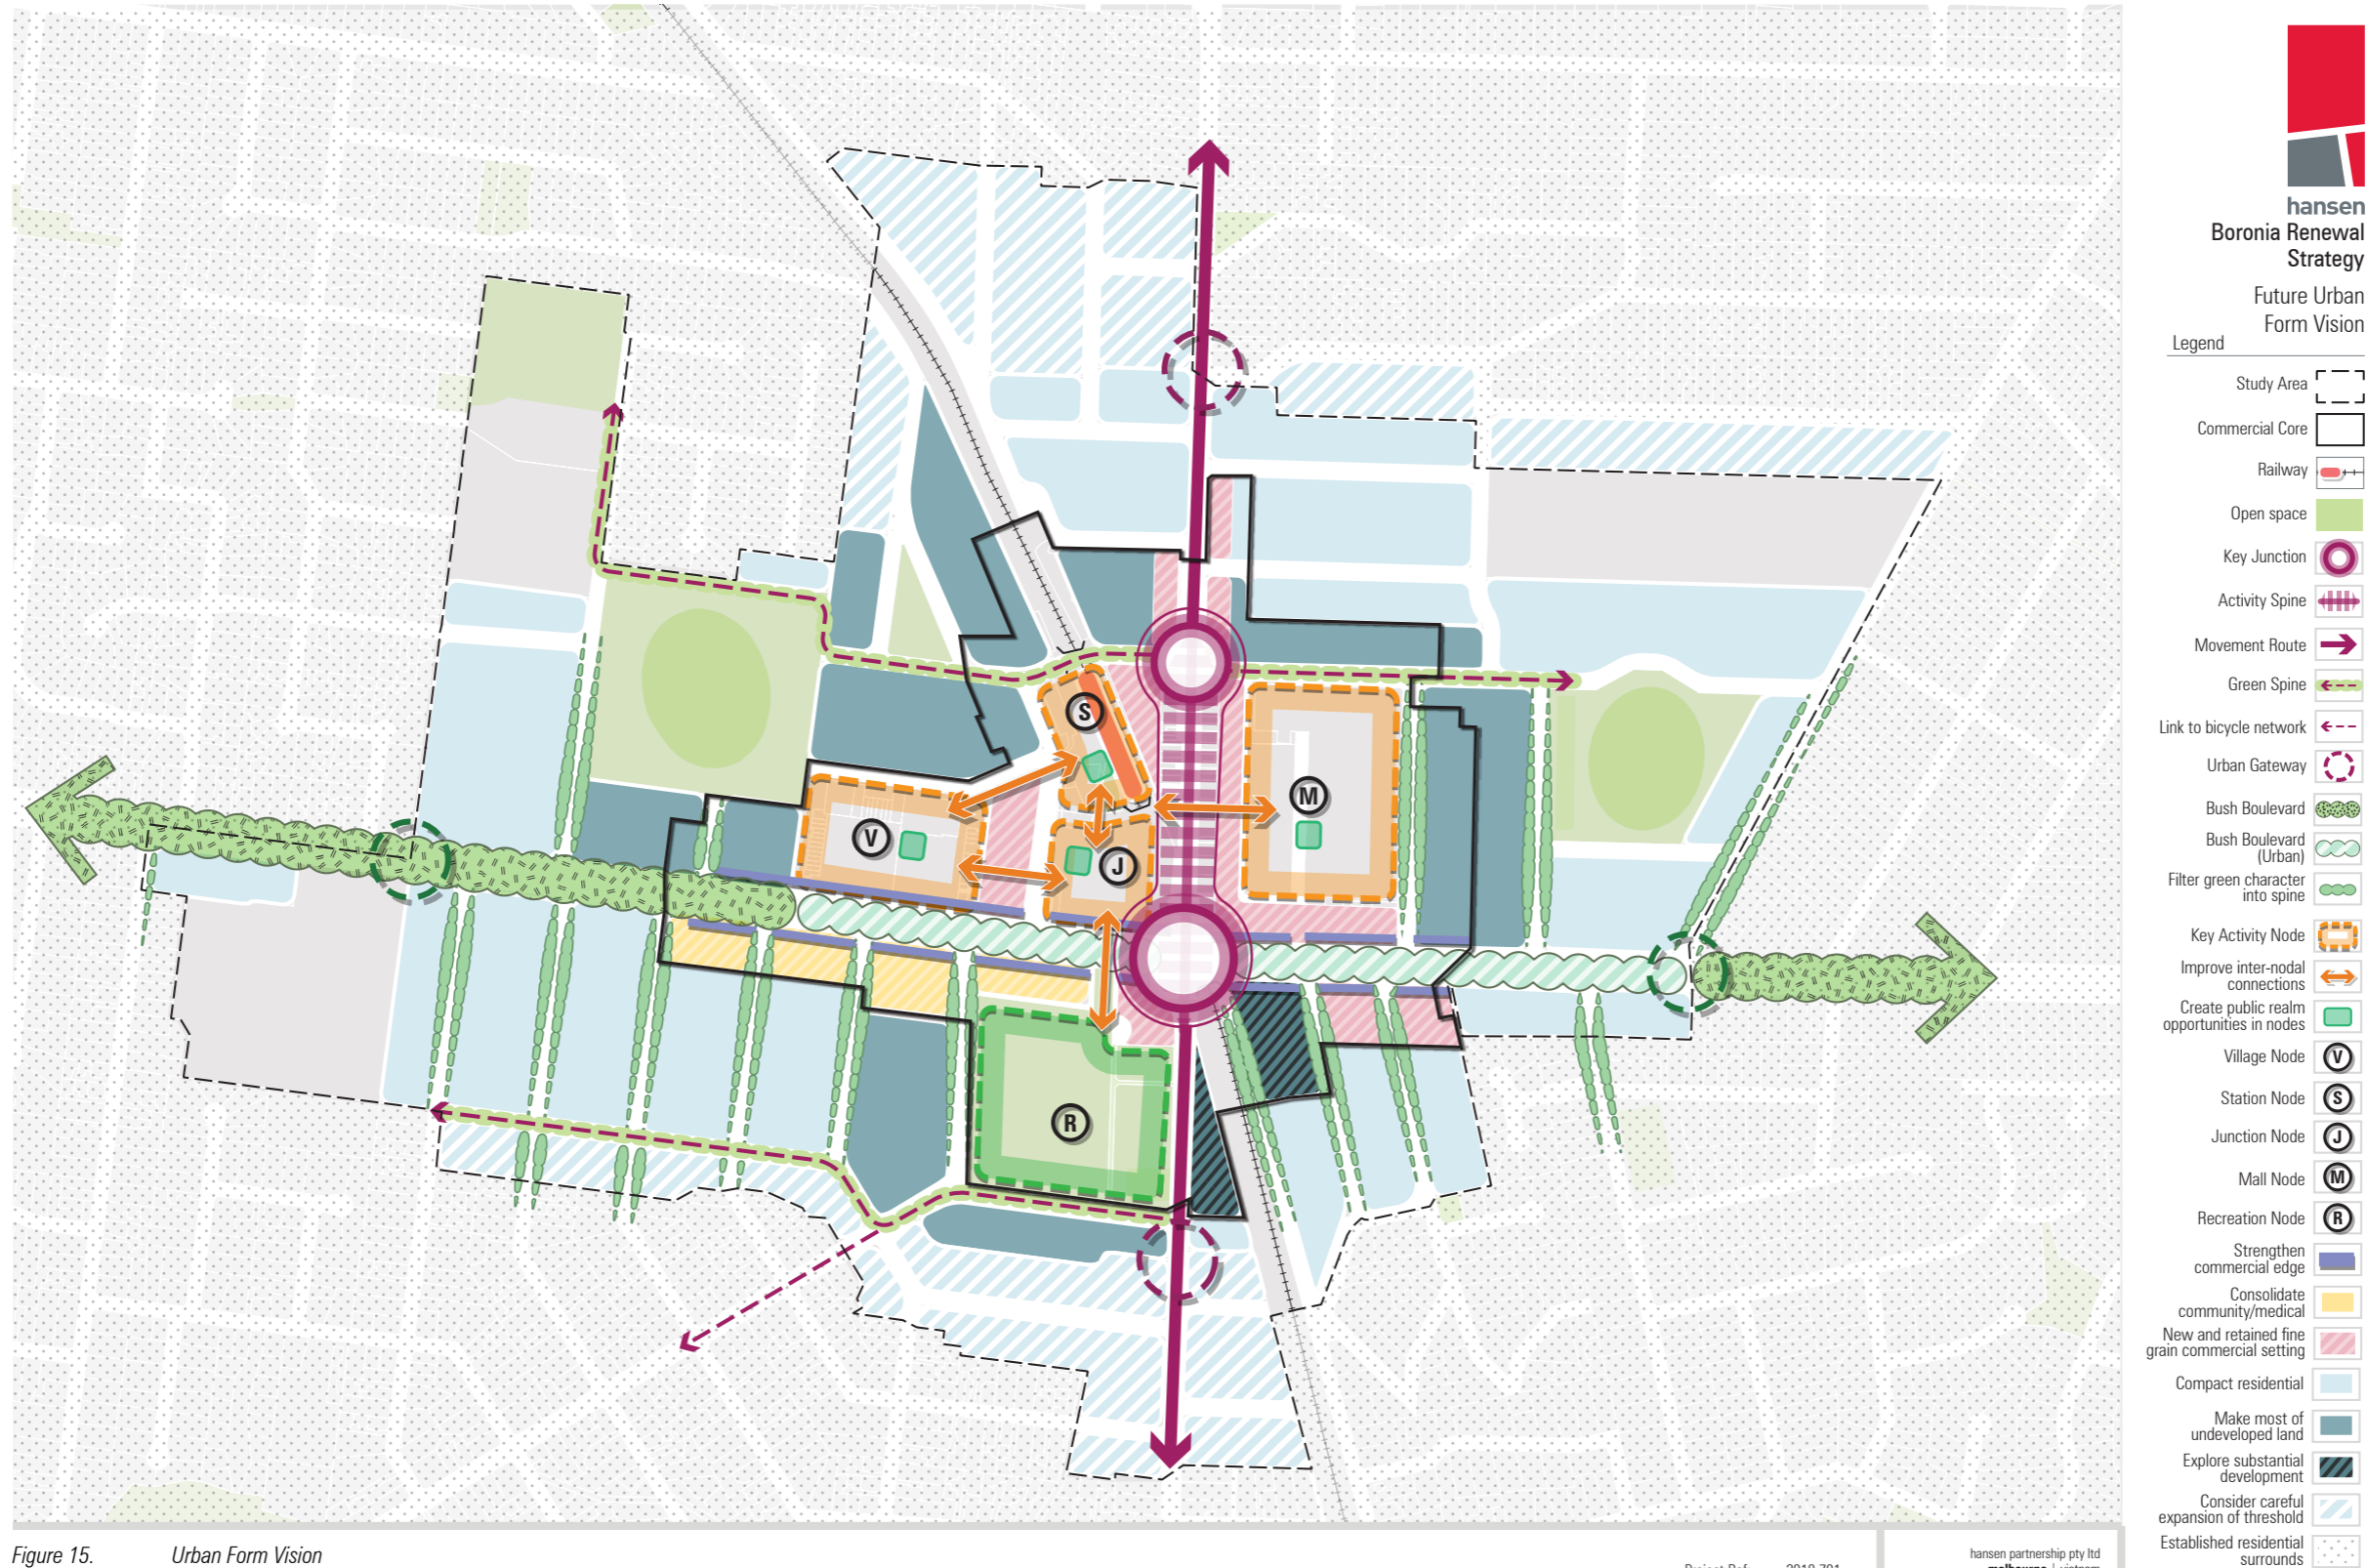 hansen
Boronia Renewal
Strategy
Future Urban
Form Vision
Legend
Study Area
Commercial Core
Railway
Open space
Key Junction
Activity Spine
Movement Route
Green Spine
Link to bicycle network
Urban Gateway
Bush Boulevard
Bush Boulevard
(Urban)
Filter green character
into spine
Key Activity Node
Improve inter-nodal
connections
Create public realm
opportunities in nodes
Village Node V
Station Node S
Junction Node J
Mall Node M
Recreation Node R
Strengthen
commercial edge
Consolidate
community/medical
New and retained fine
grain commercial setting
Compact residential
Make most of
undeveloped land
Explore substantial
development
Consider careful
expansion of threshold
Established residential
surrounds
S
M
V
J
R
Figure 15. Urban Form Vision
hansen partnership pty ltd